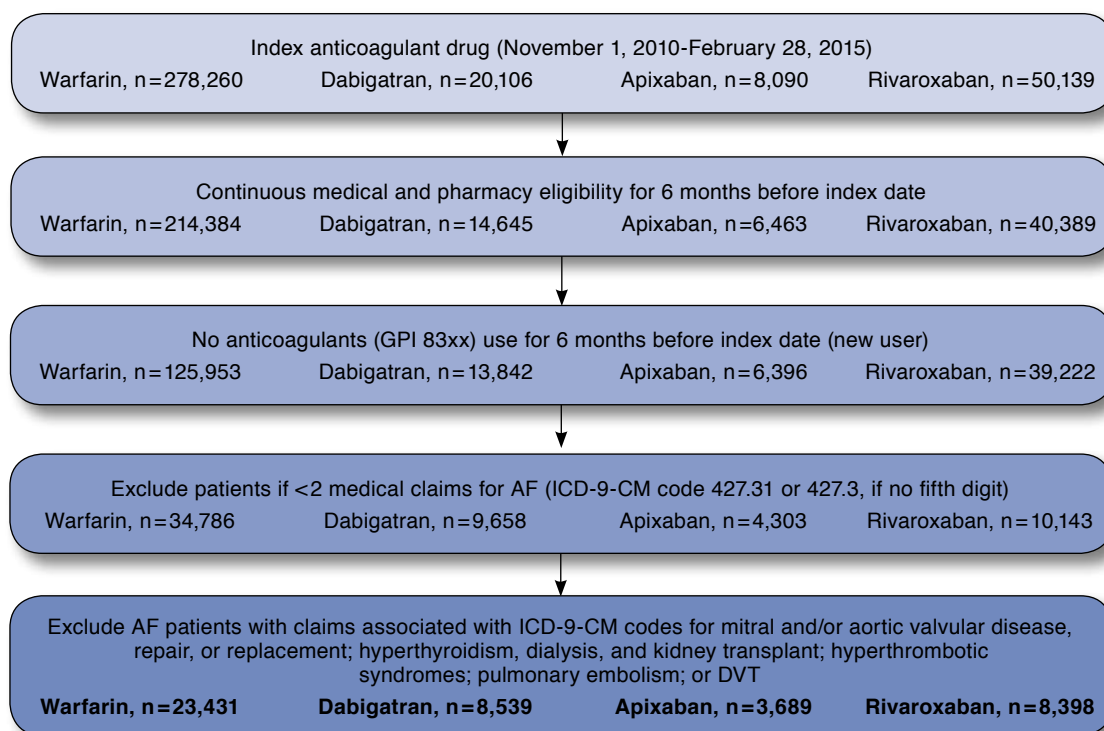 Index anticoagulant drug (November 1, 2010-February 28, 2015)
Warfarin, n=278,260 Dabigatran, n=20,106 Apixaban, n=8,090 Rivaroxaban, n=50,139
Continuous medical and pharmacy eligibility for 6 months before index date
Warfarin, n=214,384 Dabigatran, n=14,645 Apixaban, n=6,463 Rivaroxaban, n=40,389
No anticoagulants (GPI 83xx) use for 6 months before index date (new user)
Warfarin, n=125,953 Dabigatran, n=13,842 Apixaban, n=6,396 Rivaroxaban, n=39,222
Exclude patients if <2 medical claims for AF (ICD-9-CM code 427.31 or 427.3, if no fifth digit)
Warfarin, n=34,786 Dabigatran, n=9,658 Apixaban, n=4,303 Rivaroxaban, n=10,143
Exclude AF patients with claims associated with ICD-9-CM codes for mitral and/or aortic valvular disease,
repair, or replacement; hyperthyroidism, dialysis, and kidney transplant; hyperthrombotic
syndromes; pulmonary embolism; or DVT
Warfarin, n=23,431 Dabigatran, n=8,539 Apixaban, n=3,689 Rivaroxaban, n=8,398